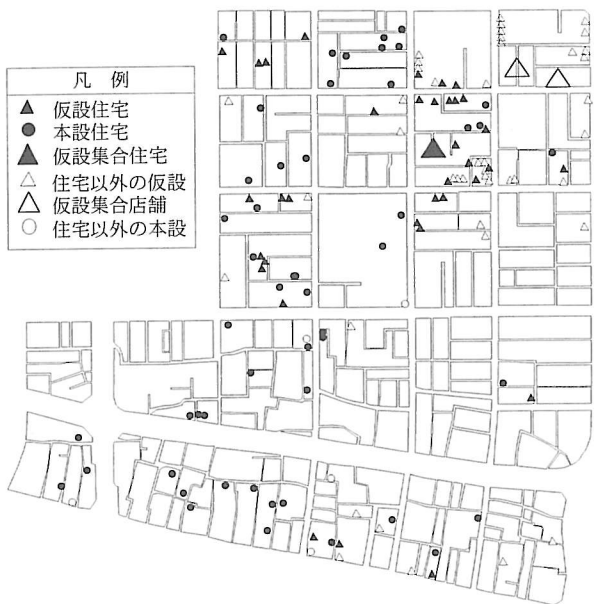 凡 例
仮設住宅
本設住宅
仮設集合住宅
住宅以外の仮設
仮設集合店舗
住宅以外の本設